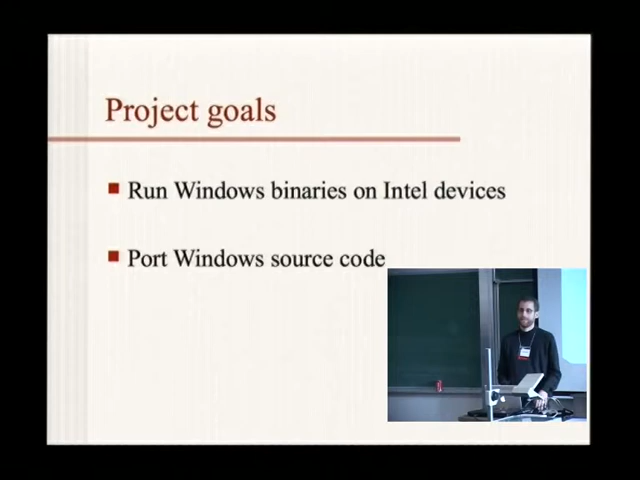 Project goals
Run Windows binaries on Intel devices
Port Windows source code